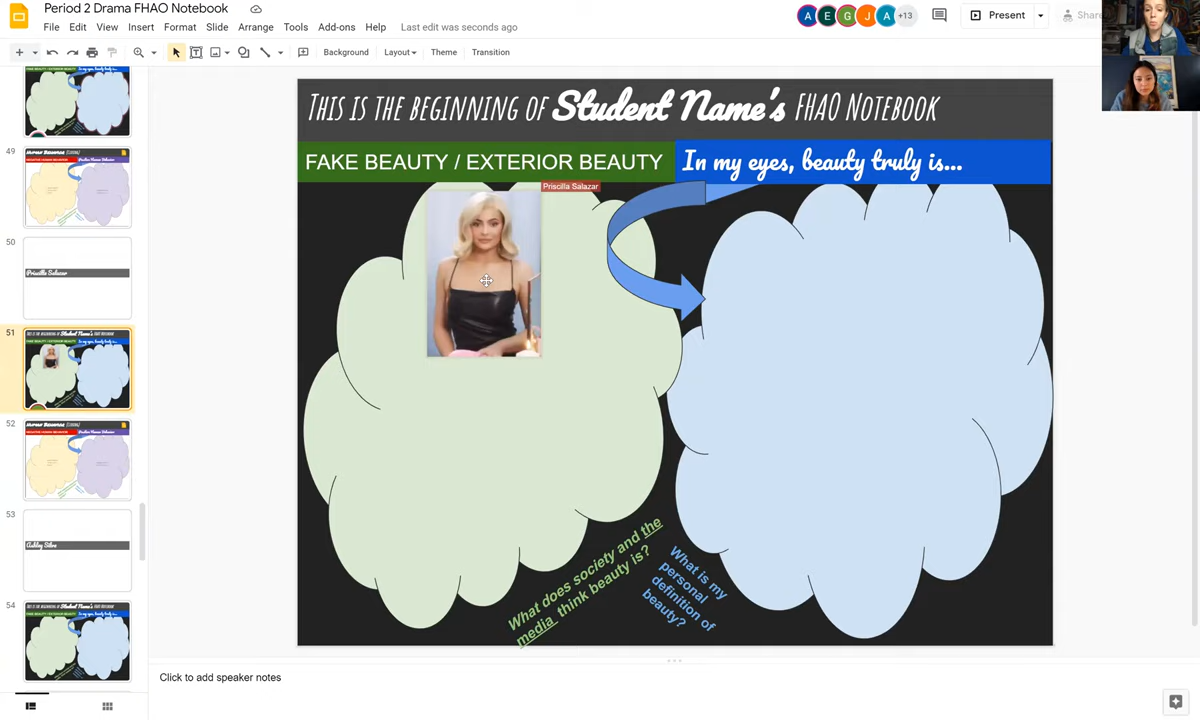 Period 2 Drama FHAO Notebook
File Edit View Insert Format Slide Arrange Tools Add-ons Help Last edit was seconds ago
A E G J A +13
Present
Share
Background Layout Theme Transition
49
50
Priscilla Salazar
51
52
53
Ashley Silva
54
THIS IS THE BEGINNING OF Student Name's FHAO NOTEBOOK
FAKE BEAUTY / EXTERIOR BEAUTY
In my eyes, beauty truly is...
Priscilla Salazar
What does society and the
media think beauty is?
What is my
personal
definition of
beauty?
Click to add speaker notes